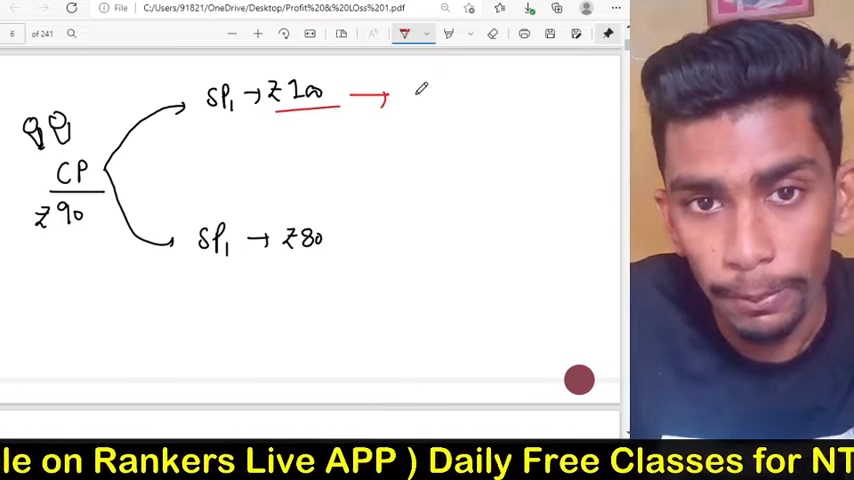 File
C:/Users/91821/OneDrive/Desktop/Profit%20&%20LOss%201.pdf
6 of 241
SP₁ → ₹ 100 →
CP
₹ 90
SP₁ → ₹ 80
le on Rankers Live APP ) Daily Free Classes for NT